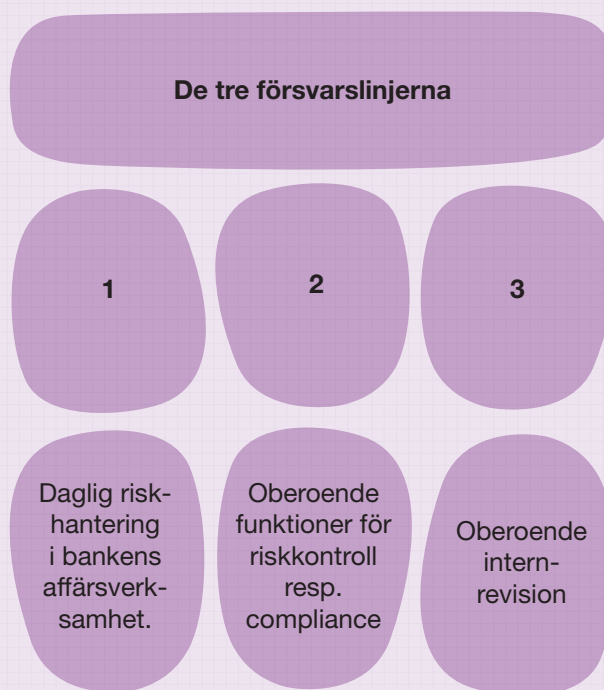 De tre försvarslinjerna
1
2
3
Daglig risk-
hantering
i bankens
affärsverk-
samhet.
Oberoende
funktioner för
riskkontroll
resp.
compliance
Oberoende
intern-
revision